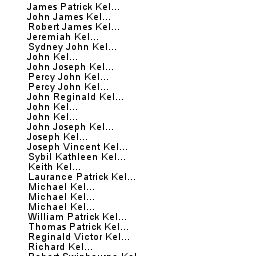 James Patrick Kel...
John James Kel...
Robert James Kel...
Jeremiah Kel...
Sydney John Kel...
John Kel...
John Joseph Kel...
Percy John Kel...
Percy John Kel...
John Reginald Kel...
John Kel...
John Kel...
John Joseph Kel...
Joseph Kel...
Joseph Vincent Kel...
Sybil Kathleen Kel...
Keith Kel...
Laurance Patrick Kel...
Michael Kel...
Michael Kel...
Michael Kel...
William Patrick Kel...
Thomas Patrick Kel...
Reginald Victor Kel...
Richard Kel...
Robert Swinbourne Kel